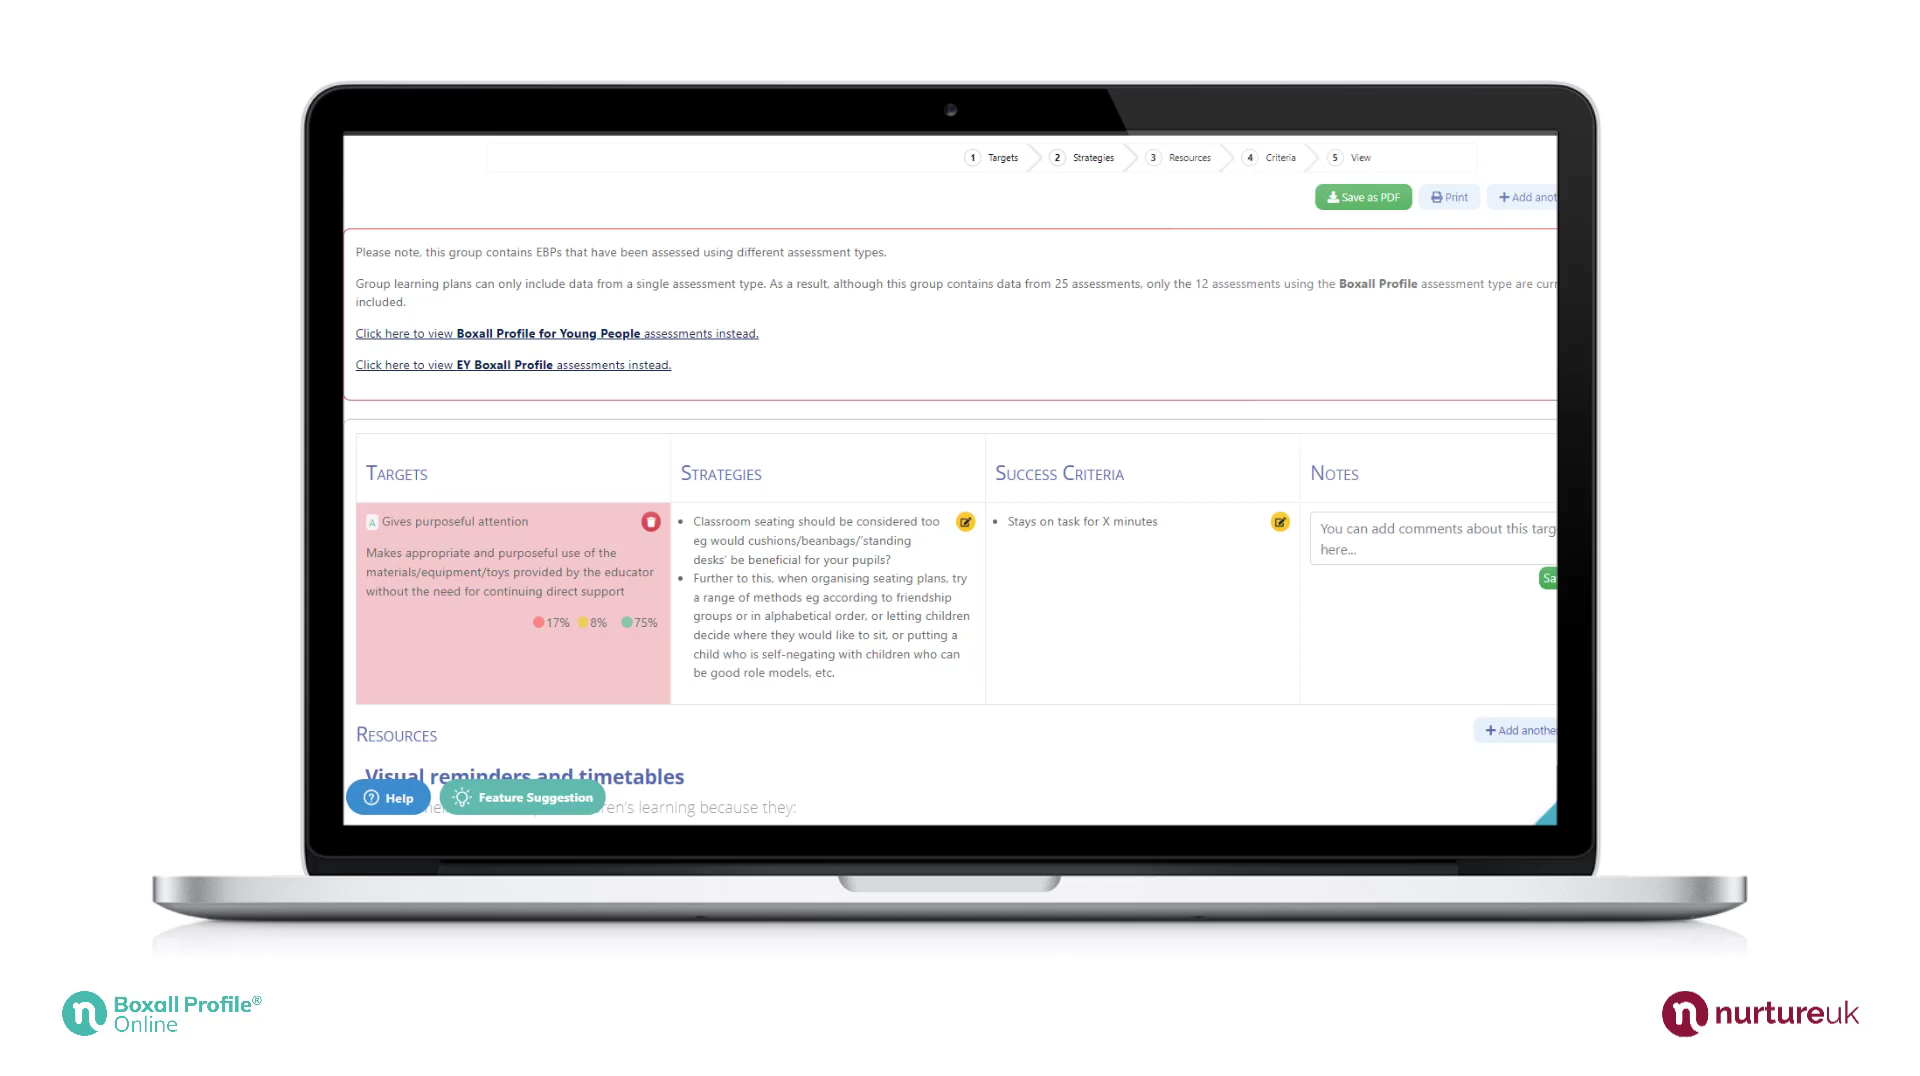 1 Targets 2 Strategies 3 Resources 4 Criteria 5 View
Save as PDF Print + Add anot
Please note, this group contains EBPs that have been assessed using different assessment types.
Group learning plans can only include data from a single assessment type. As a result, although this group contains data from 25 assessments, only the 12 assessments using the Boxall Profile assessment type are curr
included.
Click here to view Boxall Profile for Young People assessments instead.
Click here to view EY Boxall Profile assessments instead.
Targets
Strategies
Success Criteria
Notes
A Gives purposeful attention
Makes appropriate and purposeful use of the
materials/equipment/toys provided by the educator
without the need for continuing direct support
17% 8% 75%
• Classroom seating should be considered too
eg would cushions/beanbags/'standing
desks' be beneficial for your pupils?
• Further to this, when organising seating plans, try
a range of methods eg according to friendship
groups or in alphabetical order, or letting children
decide where they would like to sit, or putting a
child who is self-negating with children who can
be good role models, etc.
• Stays on task for X minutes
You can add comments about this targ
here...
Sa
Resources
+ Add anothe
Visual reminders and timetables
ren's learning because they:
Help
Feature Suggestion
Boxall Profile®
Online
nurtureuk